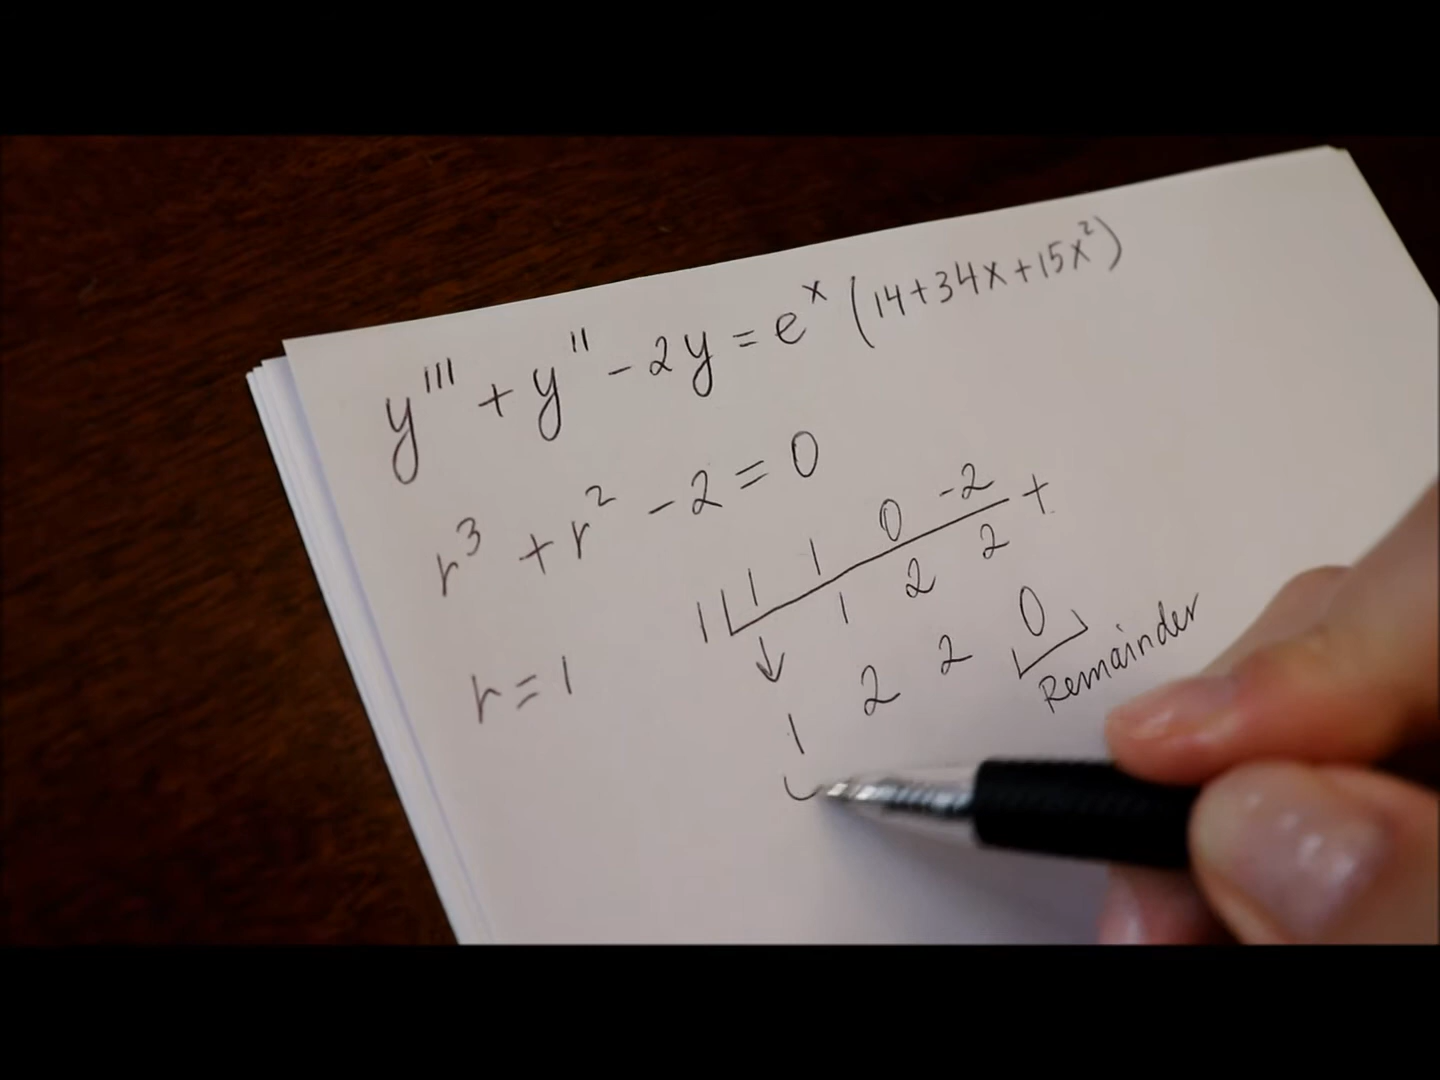 y''' + y'' - 2y = e^x (14+34x+15x^2)
r^3 + r^2 - 2 = 0
1 | 1 1 0 -2 +
↓ 1 2 2
r = 1
1 2 2 0
Remainder